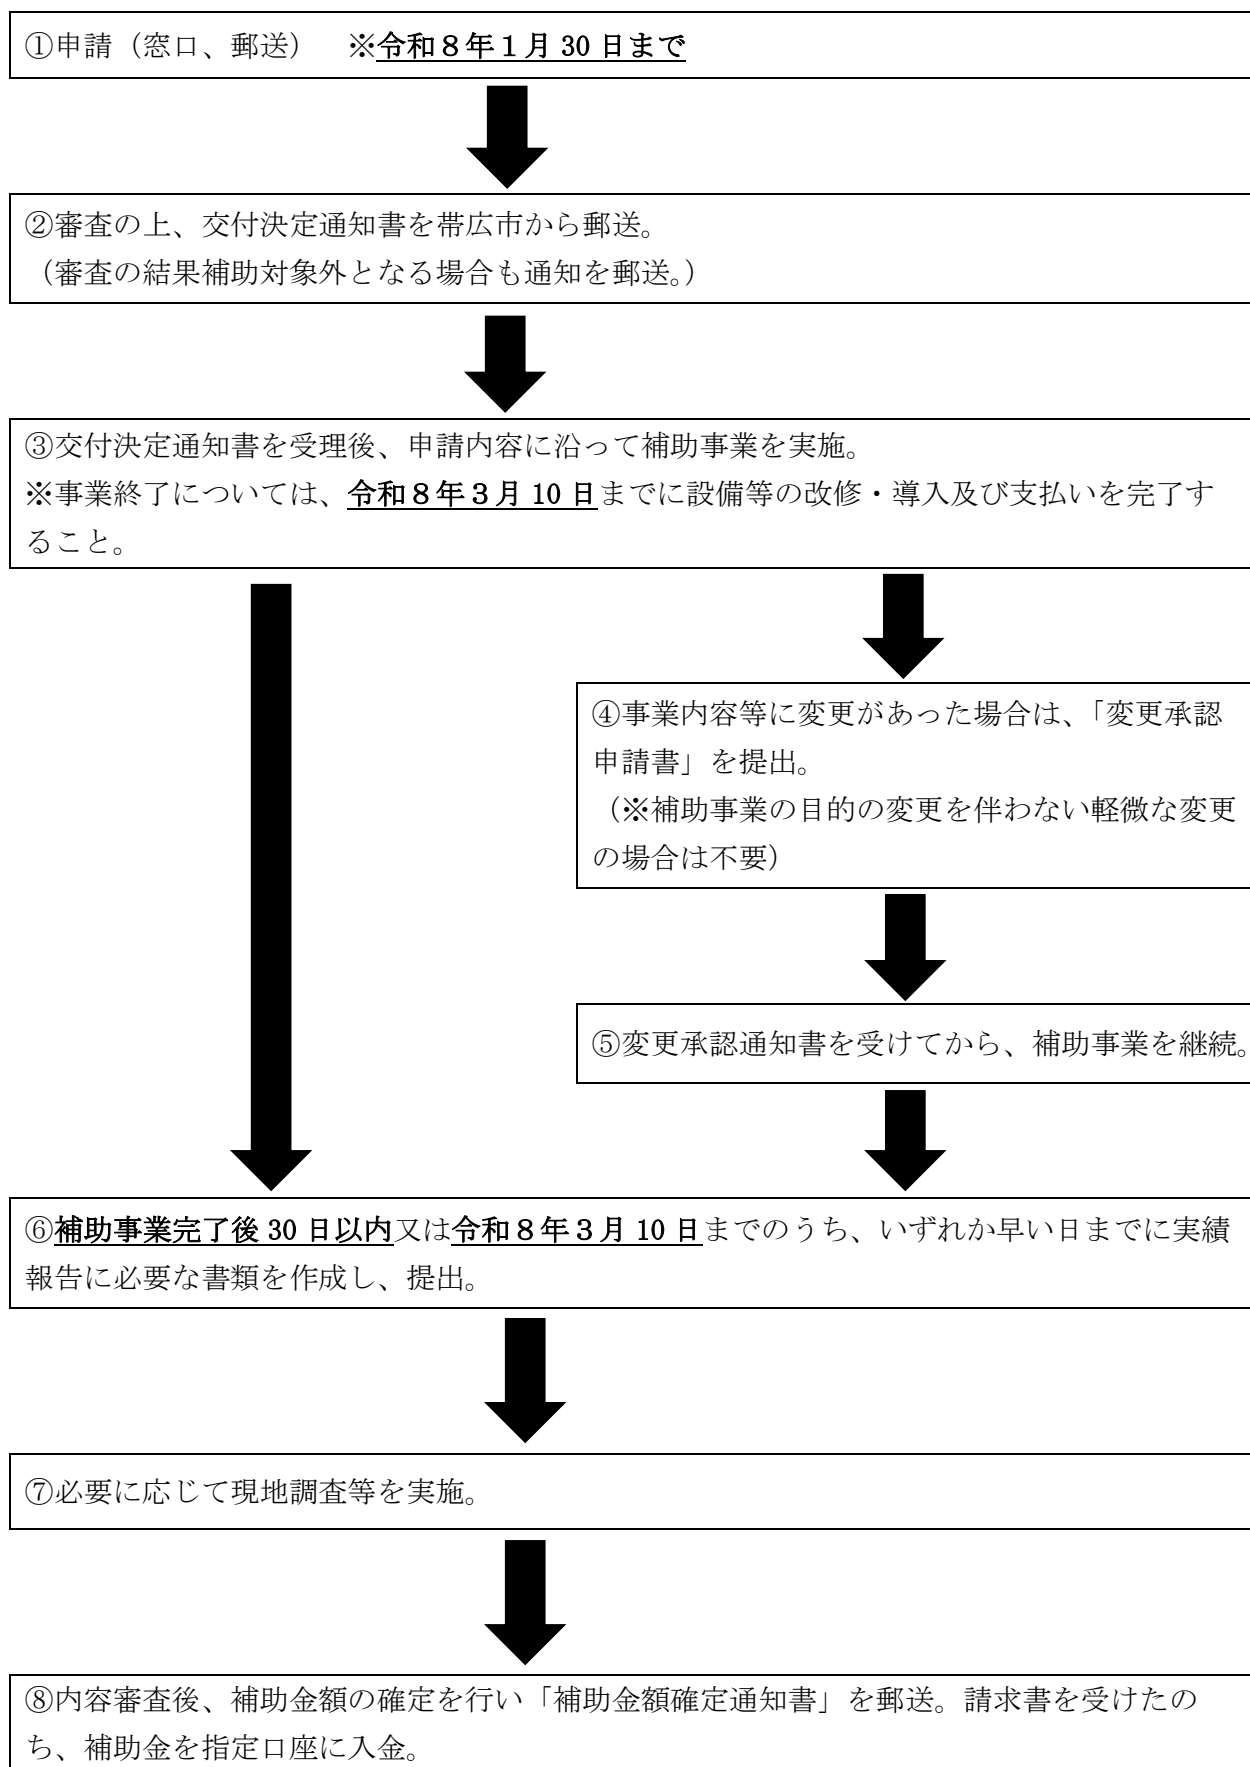 ①申請（窓口、郵送）　※令和８年１月 30 日まで
②審査の上、交付決定通知書を帯広市から郵送。
（審査の結果補助対象外となる場合も通知を郵送。）
③交付決定通知書を受理後、申請内容に沿って補助事業を実施。
※事業終了については、令和８年３月 10 日までに設備等の改修・導入及び支払いを完了す
ること。
④事業内容等に変更があった場合は、「変更承認
申請書」を提出。
（※補助事業の目的の変更を伴わない軽微な変更
の場合は不要）
⑤変更承認通知書を受けてから、補助事業を継続。
⑥補助事業完了後 30 日以内又は令和８年３月 10 日までのうち、いずれか早い日までに実績
報告に必要な書類を作成し、提出。
⑦必要に応じて現地調査等を実施。
⑧内容審査後、補助金額の確定を行い「補助金額確定通知書」を郵送。請求書を受けたの
ち、補助金を指定口座に入金。